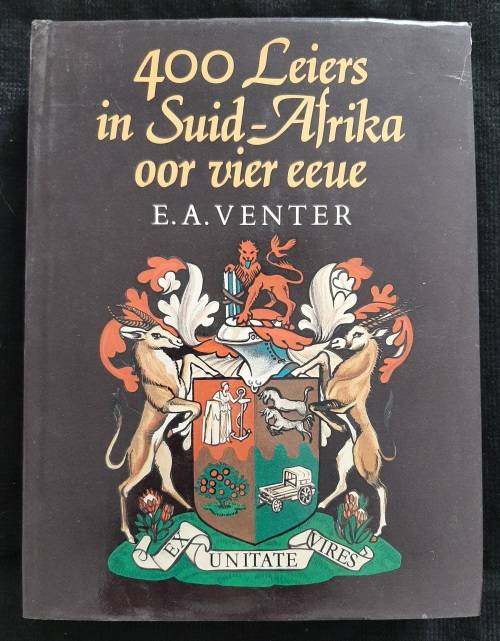 400 Leiers
in Suid-Afrika
oor vier eeue
E.A.VENTER
EX
UNITATE
VIRES